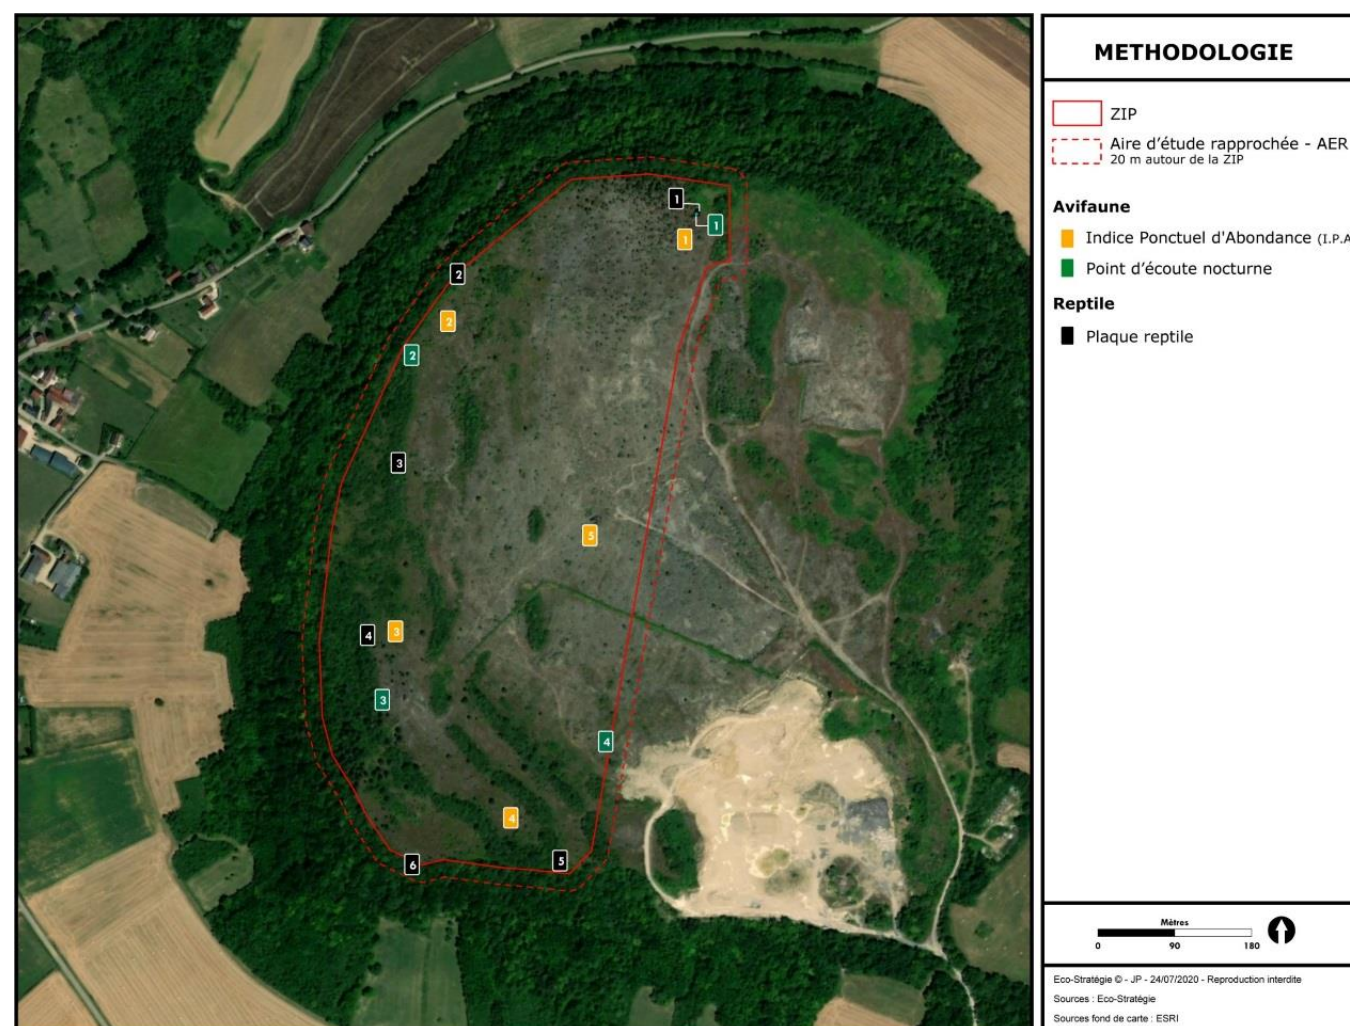 METHODOLOGIE
ZIP
Aire d'étude rapprochée - AER
20 m autour de la ZIP
Avifaune
Indice Ponctuel d'Abondance (I.P.A
Point d'écoute nocturne
Reptile
Plaque reptile
1
1
1
2
2
2
3
5
3
4
3
4
4
5
6
Mètres
0 90 180
Eco-Stratégie © - JP - 24/07/2020 - Reproduction interdite
Sources : Eco-Stratégie
Sources fond de carte : ESRI